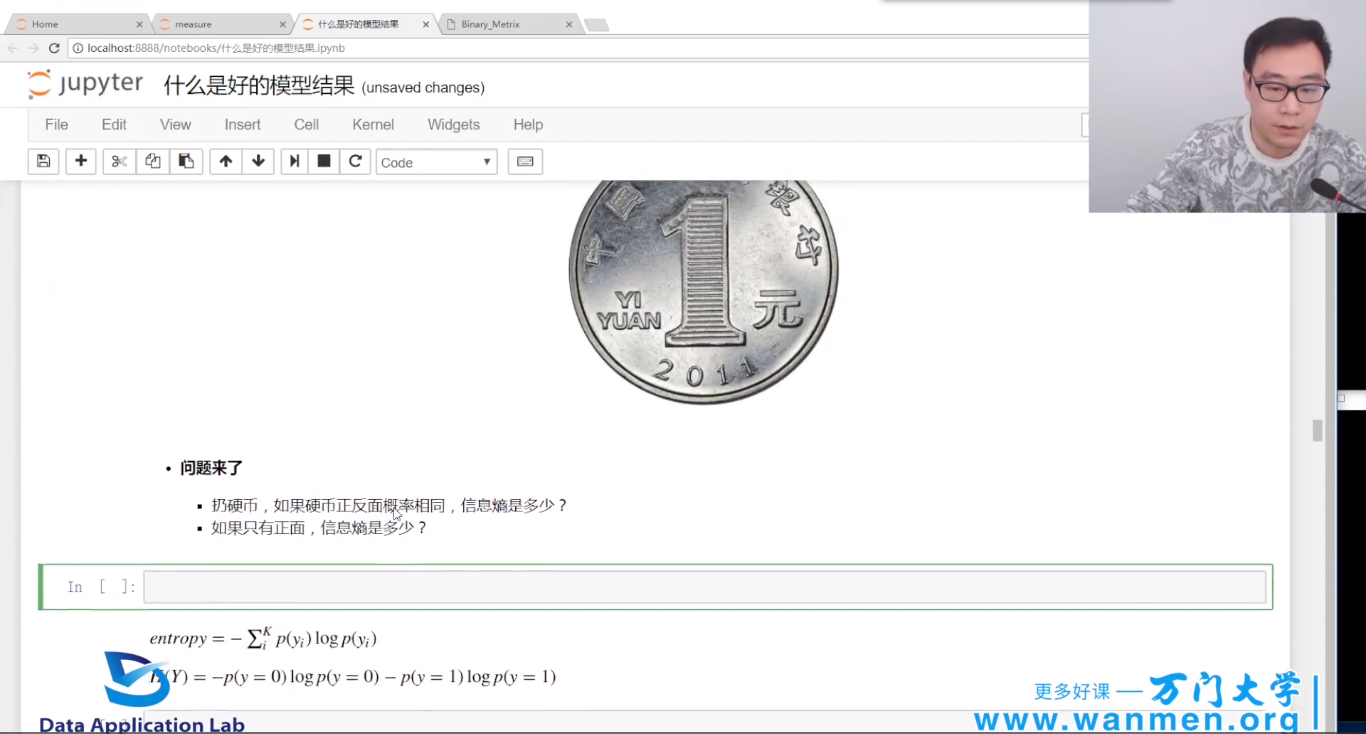 Home
measure
什么是好的模型结果
Binary_Metrix
localhost:8888/notebooks/什么是好的模型结果.ipynb
jupyter 什么是好的模型结果 (unsaved changes)
File Edit View Insert Cell Kernel Widgets Help
Code
中国
银行
YI
YUAN
1
元
2011
• 问题来了
▪ 扔硬币，如果硬币正反面概率相同，信息熵是多少？
▪ 如果只有正面，信息熵是多少？
In [ ]:
entropy = − ∑_i^K p(y_i) log p(y_i)
(Y) = −p(y = 0) log p(y = 0) − p(y = 1) log p(y = 1)
Data Application Lab
更多好课 — 万门大学
www.wanmen.org